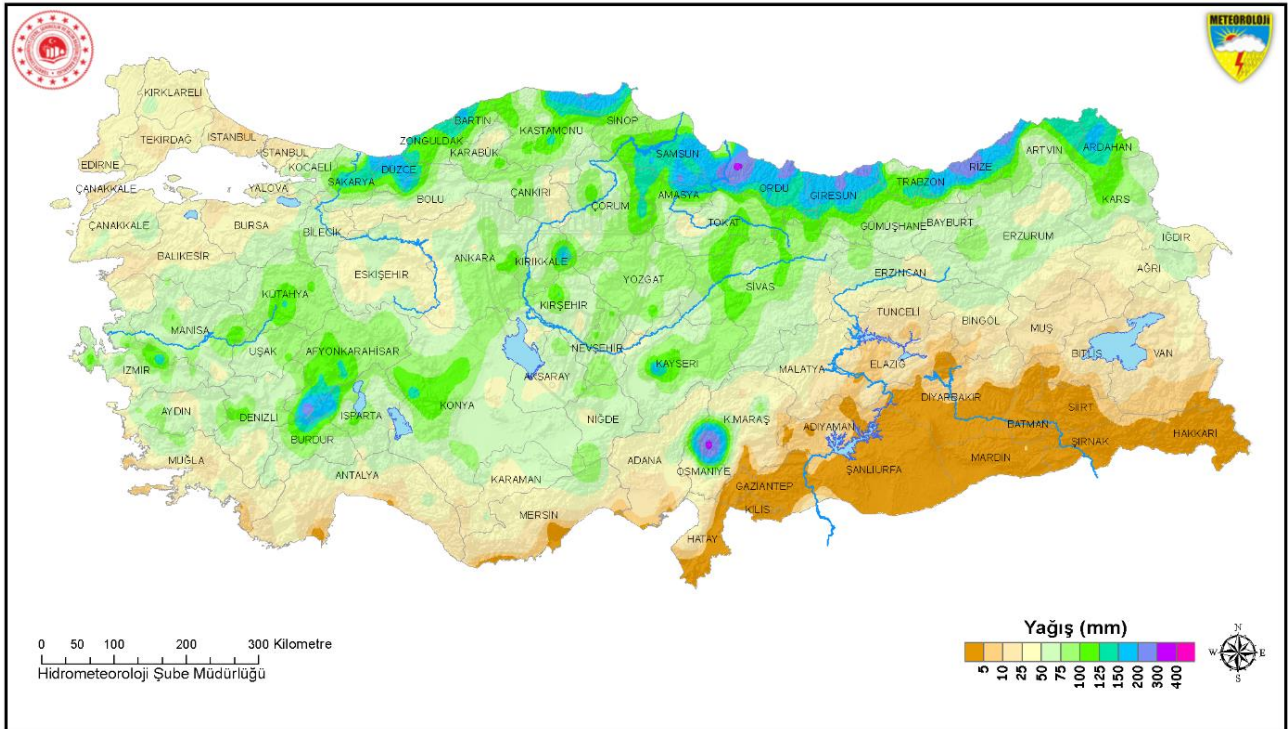 METEOROLOJİ
KIRKLARELİ
TEKİRDAĞ
İSTANBUL
EDİRNE
İSTANBUL
KOCAELİ
ÇANAKKALE
YALOVA
SAKARYA
DÜZCE
ZONGULDAK
BARTIN
KARABÜK
KASTAMONU
SİNOP
SAMSUN
ORDU
GİRESUN
TRABZON
RİZE
ARTVİN
ARDAHAN
KARS
ÇANAKKALE
BURSA
BİLECİK
BOLU
ÇANKIRI
ÇORUM
AMASYA
TOKAT
GÜMÜŞHANE
BAYBURT
ERZURUM
IĞDIR
BALIKESİR
ESKİŞEHİR
ANKARA
KIRIKKALE
YOZGAT
SİVAS
ERZİNCAN
AĞRI
KÜTAHYA
KIRŞEHİR
TUNCELİ
BİNGÖL
MUŞ
MANİSA
UŞAK
AFYONKARAHİSAR
NEVŞEHİR
KAYSERİ
MALATYA
ELAZIĞ
BİTLİS
VAN
İZMİR
AKSARAY
AYDIN
DENİZLİ
ISPARTA
KONYA
NİĞDE
K.MARAŞ
ADIYAMAN
DİYARBAKIR
BATMAN
SİİRT
ŞIRNAK
HAKKARİ
BURDUR
MUĞLA
ANTALYA
KARAMAN
ADANA
OSMANİYE
GAZİANTEP
ŞANLIURFA
MARDİN
MERSİN
KİLİS
HATAY
0 50 100 200 300 Kilometre
Hidrometeoroloji Şube Müdürlüğü
Yağış (mm)
5 10 25 50 75 100 125 150 200 300 400
N
W E
S